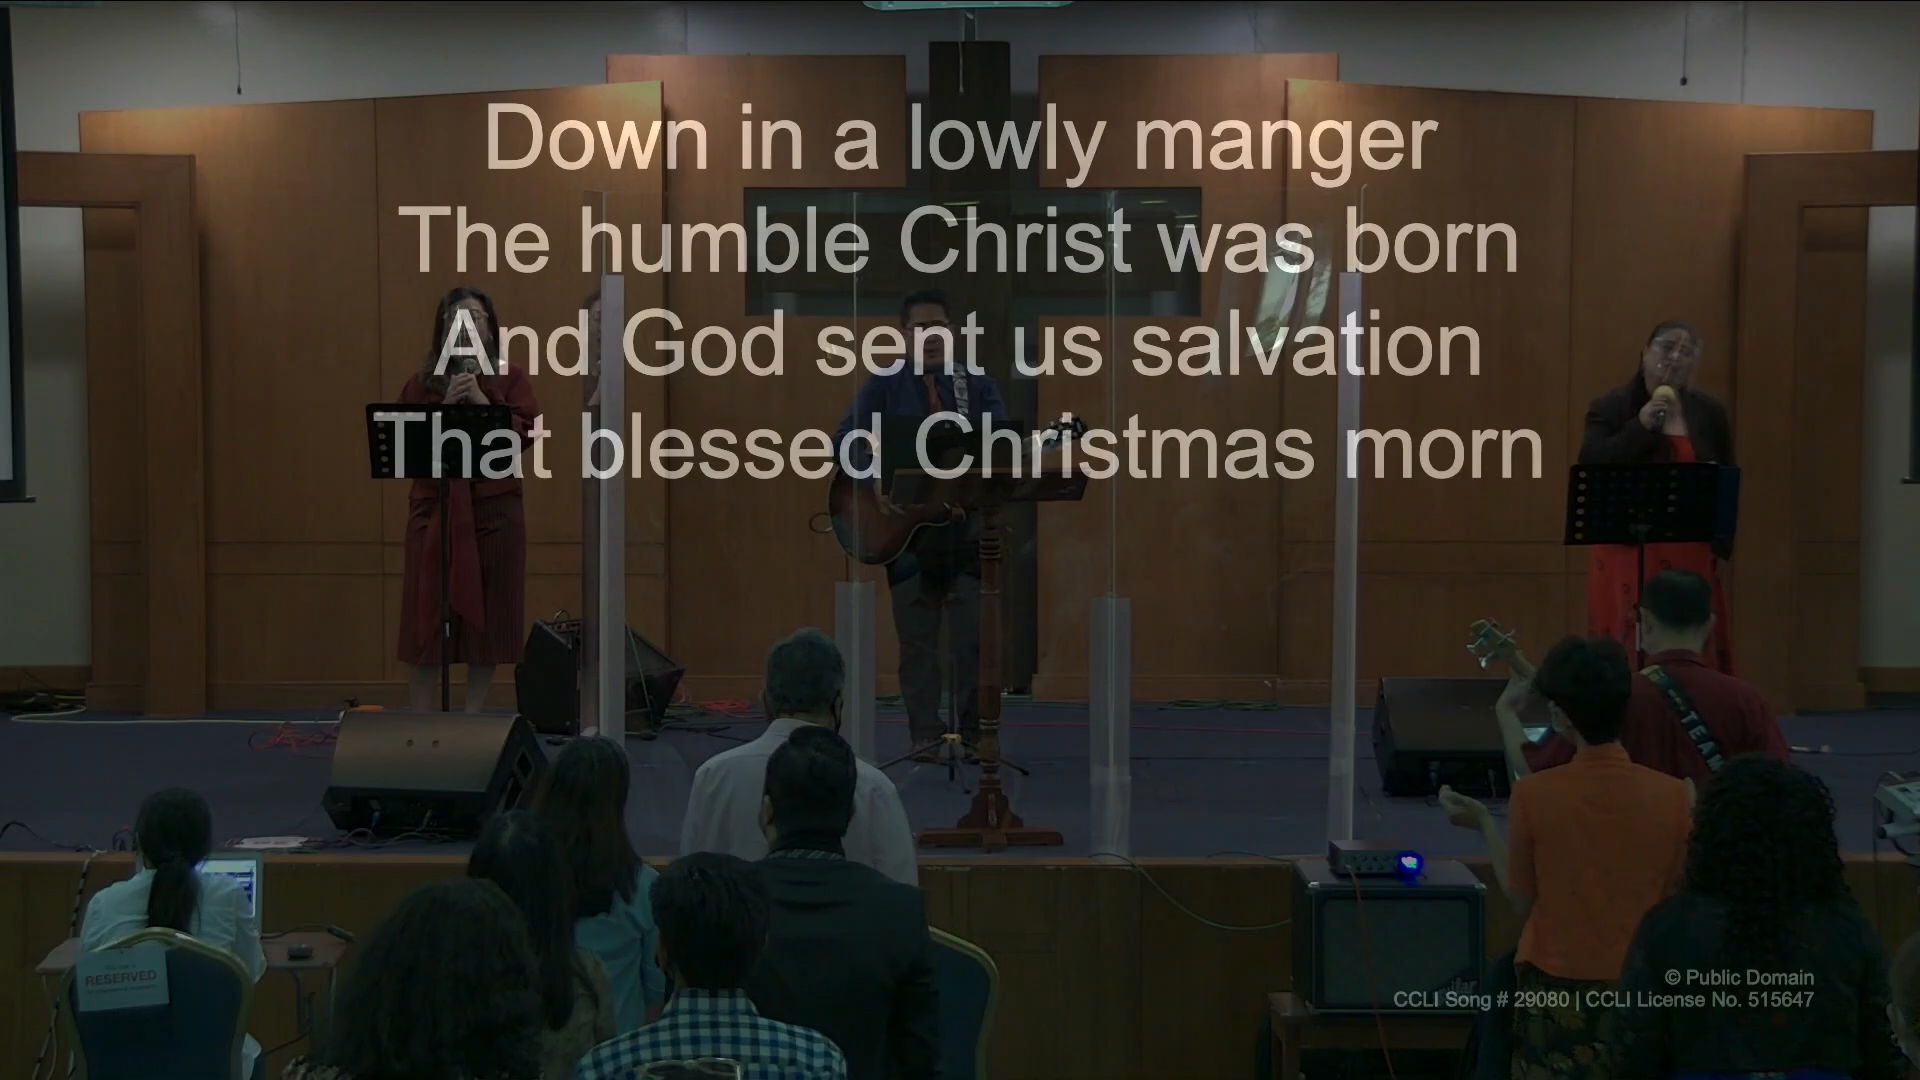 Down in a lowly manger
The humble Christ was born
And God sent us salvation
That blessed Christmas morn
RESERVED
TEAM
© Public Domain
CCLI Song # 29080 | CCLI License No. 515647